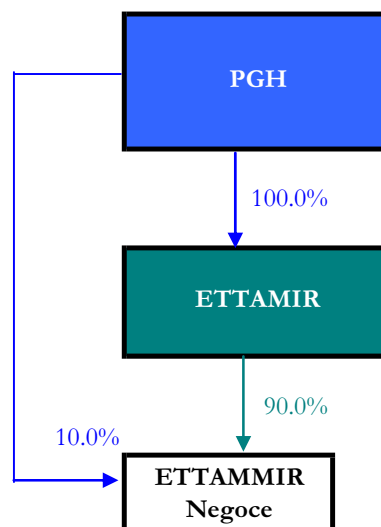 PGH
100.0%
ETTAMIR
90.0%
10.0%
ETTAMMIR
Negoce